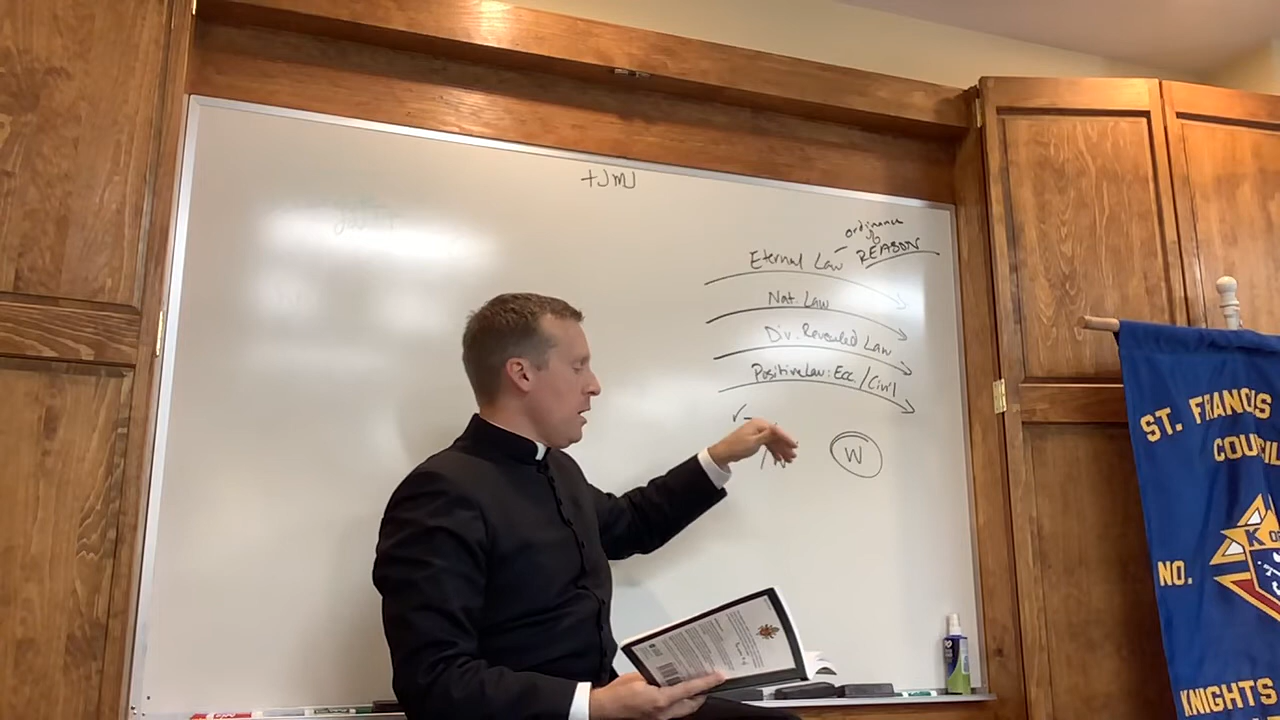 +JMJ
ordinance
of
Eternal Law – REASON
Nat. Law
Div. Revealed Law
Positive Law: Ecc. / Civil
W
ST. FRANCIS
COUNCIL
K OF
NO.
KNIGHTS